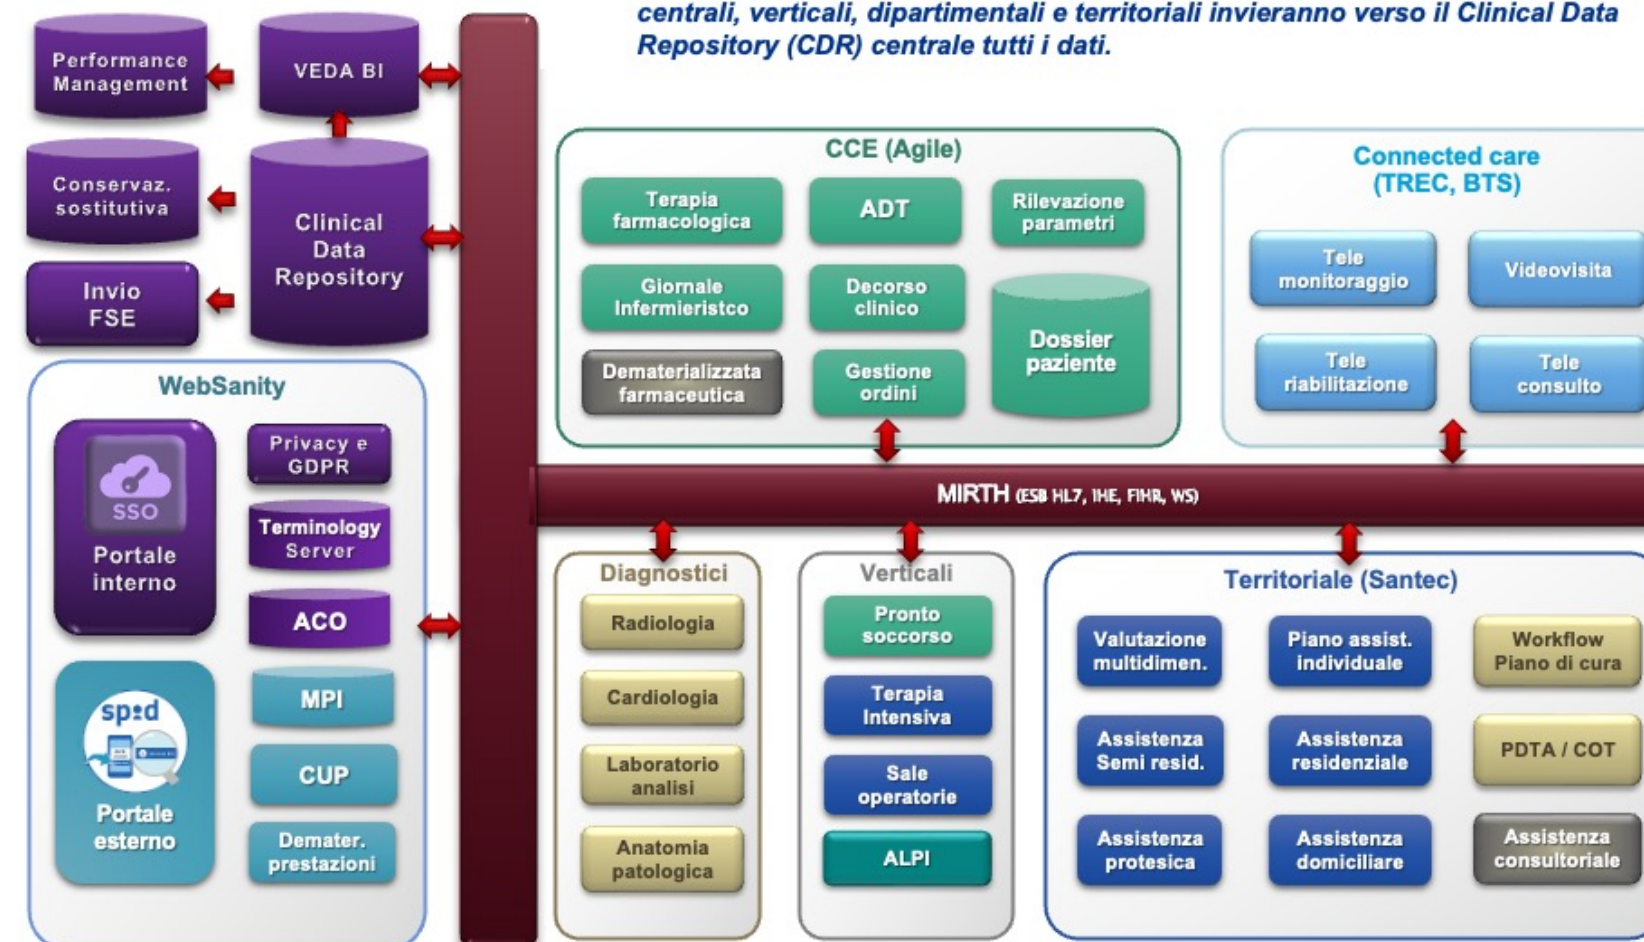 centrali, verticali, dipartimentali e territoriali invieranno verso il Clinical Data
Repository (CDR) centrale tutti i dati.
Performance
Management
VEDA BI
Conservaz.
sostitutiva
Clinical
Data
Repository
Invio
FSE
WebSanity
SSO
Portale
interno
Privacy e
GDPR
Terminology
Server
ACO
spid
Portale
esterno
MPI
CUP
Demater.
prestazioni
CCE (Agile)
Terapia
farmacologica
ADT
Rilevazione
parametri
Giornale
Infermieristco
Decorso
clinico
Dossier
paziente
Dematerializzata
farmaceutica
Gestione
ordini
Connected care
(TREC, BTS)
Tele
monitoraggio
Videovisita
Tele
riabilitazione
Tele
consulto
MIRTH (ESB HL7, IHE, FIHR, WS)
Diagnostici
Radiologia
Cardiologia
Laboratorio
analisi
Anatomia
patologica
Verticali
Pronto
soccorso
Terapia
Intensiva
Sale
operatorie
ALPI
Territoriale (Santec)
Valutazione
multidimen.
Piano assist.
individuale
Workflow
Piano di cura
Assistenza
Semi resid.
Assistenza
residenziale
PDTA / COT
Assistenza
protesica
Assistenza
domiciliare
Assistenza
consultoriale